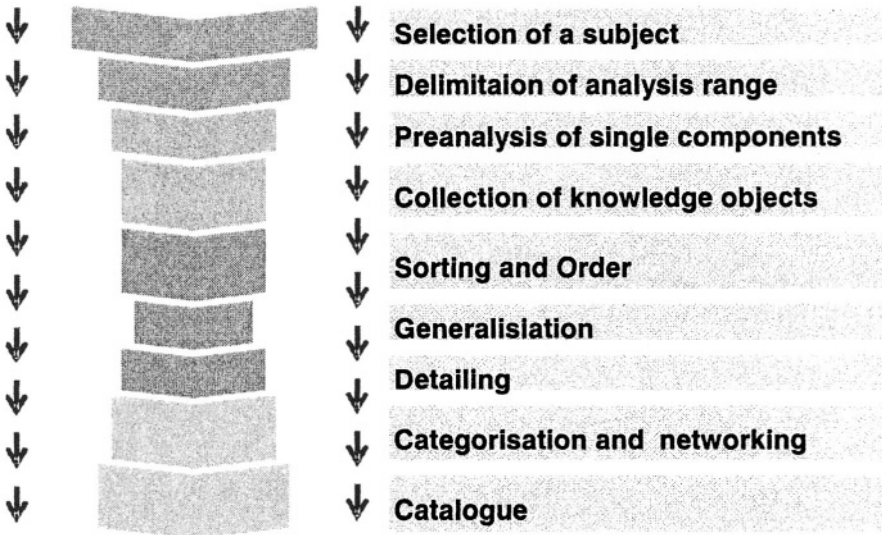 Selection of a subject
Delimitaion of analysis range
Preanalysis of single components
Collection of knowledge objects
Sorting and Order
Generalislation
Detailing
Categorisation and networking
Catalogue